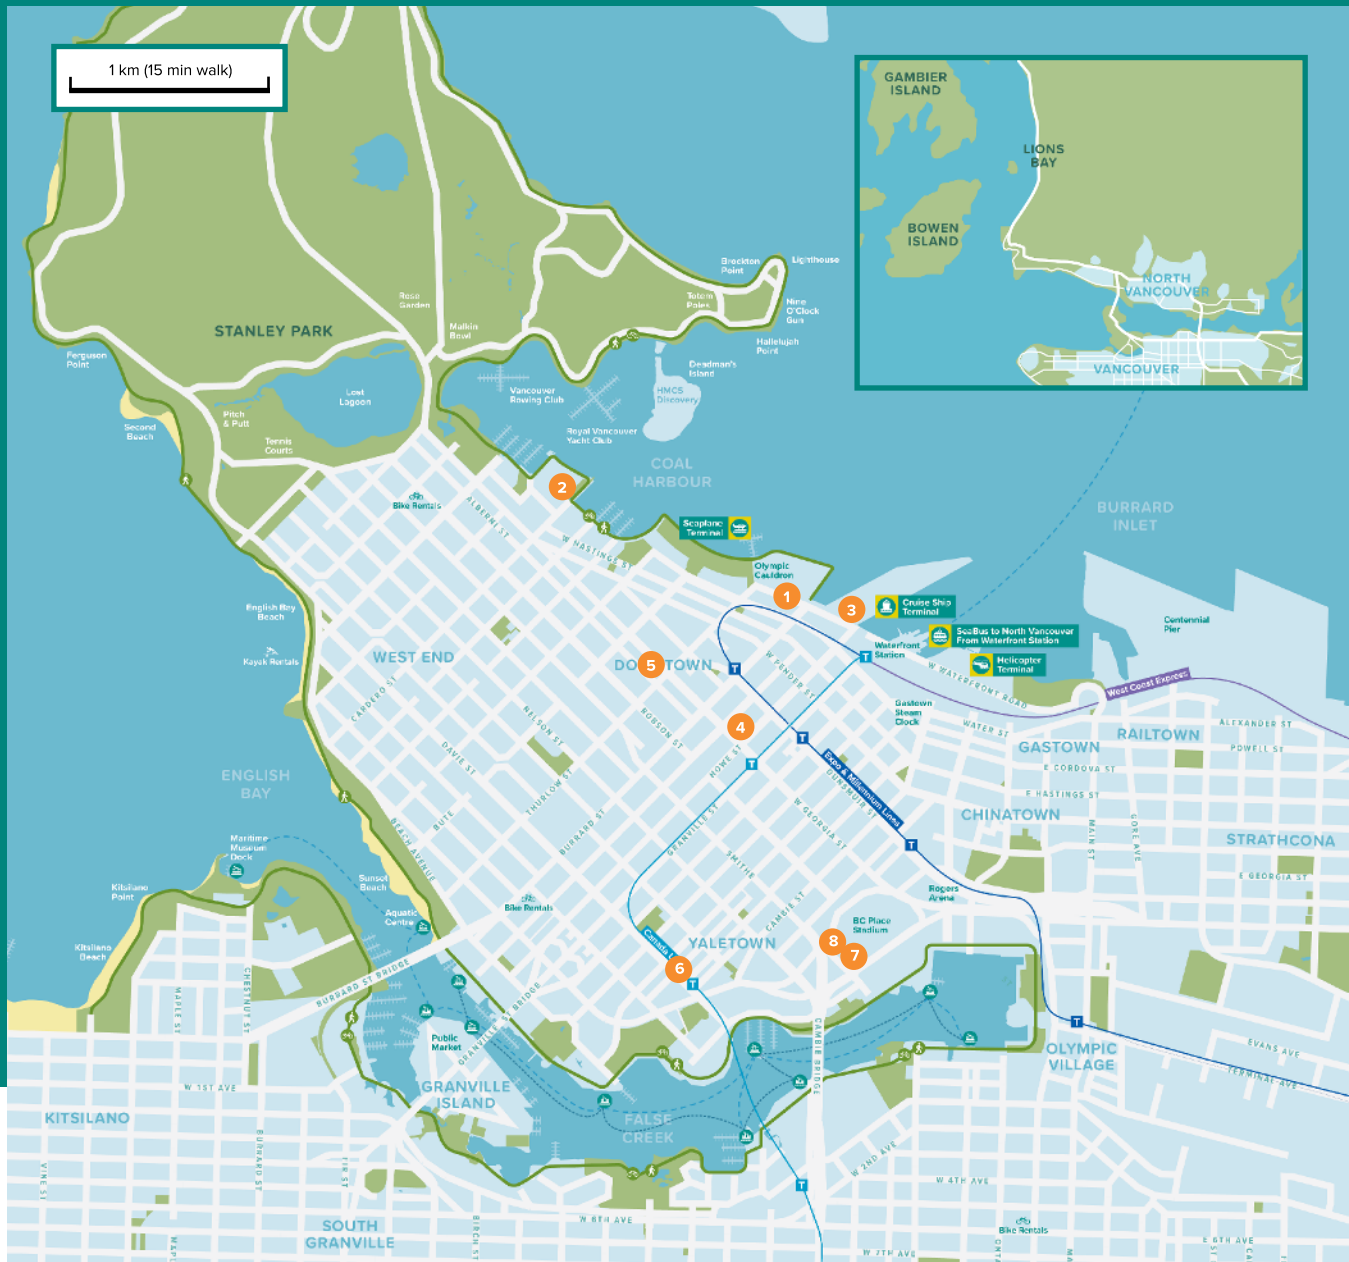 1 km (15 min walk)
GAMBIER
ISLAND
LIONS
BAY
BOWEN
ISLAND
NORTH
VANCOUVER
VANCOUVER
Brockton
Point
Lighthouse
Rose
Garden
Totem
Poles
Nine
O'Clock
Gun
STANLEY PARK
Malkin
Bowl
Hallelujah
Point
Ferguson
Point
Deadman's
Island
Lost
Lagoon
Vancouver
Rowing Club
HMCS
Discovery
Pitch
& Putt
Second
Beach
Tennis
Courts
Royal Vancouver
Yacht Club
COAL
HARBOUR
2
Bike Rentals
ALBERNI ST
BURRARD
INLET
Seaplane
Terminal
W HASTINGS ST
Olympic
Cauldron
1
3
Cruise Ship
Terminal
English Bay
Beach
Centennial
Pier
SeaBus to North Vancouver
From Waterfront Station
Waterfront
Station
T
Helicopter
Terminal
WEST END
Kayak Rentals
DO
5
TOWN
T
W PENDER ST
W WATERFRONT ROAD
West Coast Express
CARDERO ST
Gastown
Steam
Clock
NELSON ST
ROBSON ST
4
WATER ST
ALEXANDER ST
RAILTOWN
T
GASTOWN
POWELL ST
DAVIE ST
HOWE ST
T
E CORDOVA ST
Expo & Millennium Lines
DUNSMUIR ST
ENGLISH
BAY
THURLOW ST
E HASTINGS ST
BUTE
BURRARD ST
GRANVILLE ST
W GEORGIA ST
CHINATOWN
MAIN ST
GORE AVE
STRATHCONA
Maritime
Museum
Dock
BEACH AVENUE
SMITHE
T
E GEORGIA ST
Kitsilano
Point
Sunset
Beach
Rogers
Arena
Bike Rentals
CAMBIE ST
Aquatic
Centre
BC Place
Stadium
Kitsilano
Beach
Canada L
YALETOWN
8
7
6
T
BURRARD ST BRIDGE
MAPLE ST
CHESTNUT ST
GRANVILLE ST BRIDGE
Public
Market
CAMBIE BRIDGE
T
OLYMPIC
VILLAGE
EVANS AVE
TERMINAL AVE
W 1ST AVE
GRANVILLE
ISLAND
KITSILANO
FALSE
CREEK
BURRARD ST
FIR ST
VINE ST
W 2ND AVE
T
W 4TH AVE
SOUTH
GRANVILLE
BIRCH ST
W 6TH AVE
Bike Rentals
W 7TH AVE
E 6TH AVE